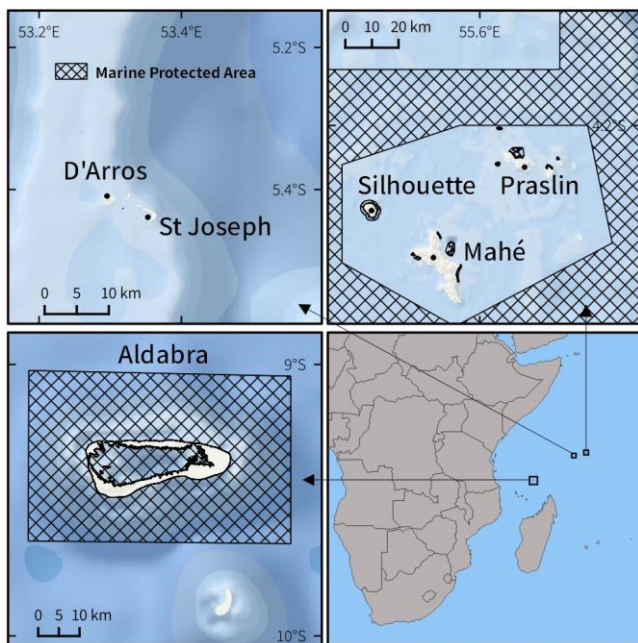 53.2°E
53.4°E
5.2°S
Marine Protected Area
D'Arros
5.4°S
St Joseph
0 5 10 km
0 10 20 km
55.6°E
4.2°S
Silhouette
Praslin
Mahé
Aldabra
9°S
0 5 10 km
10°S